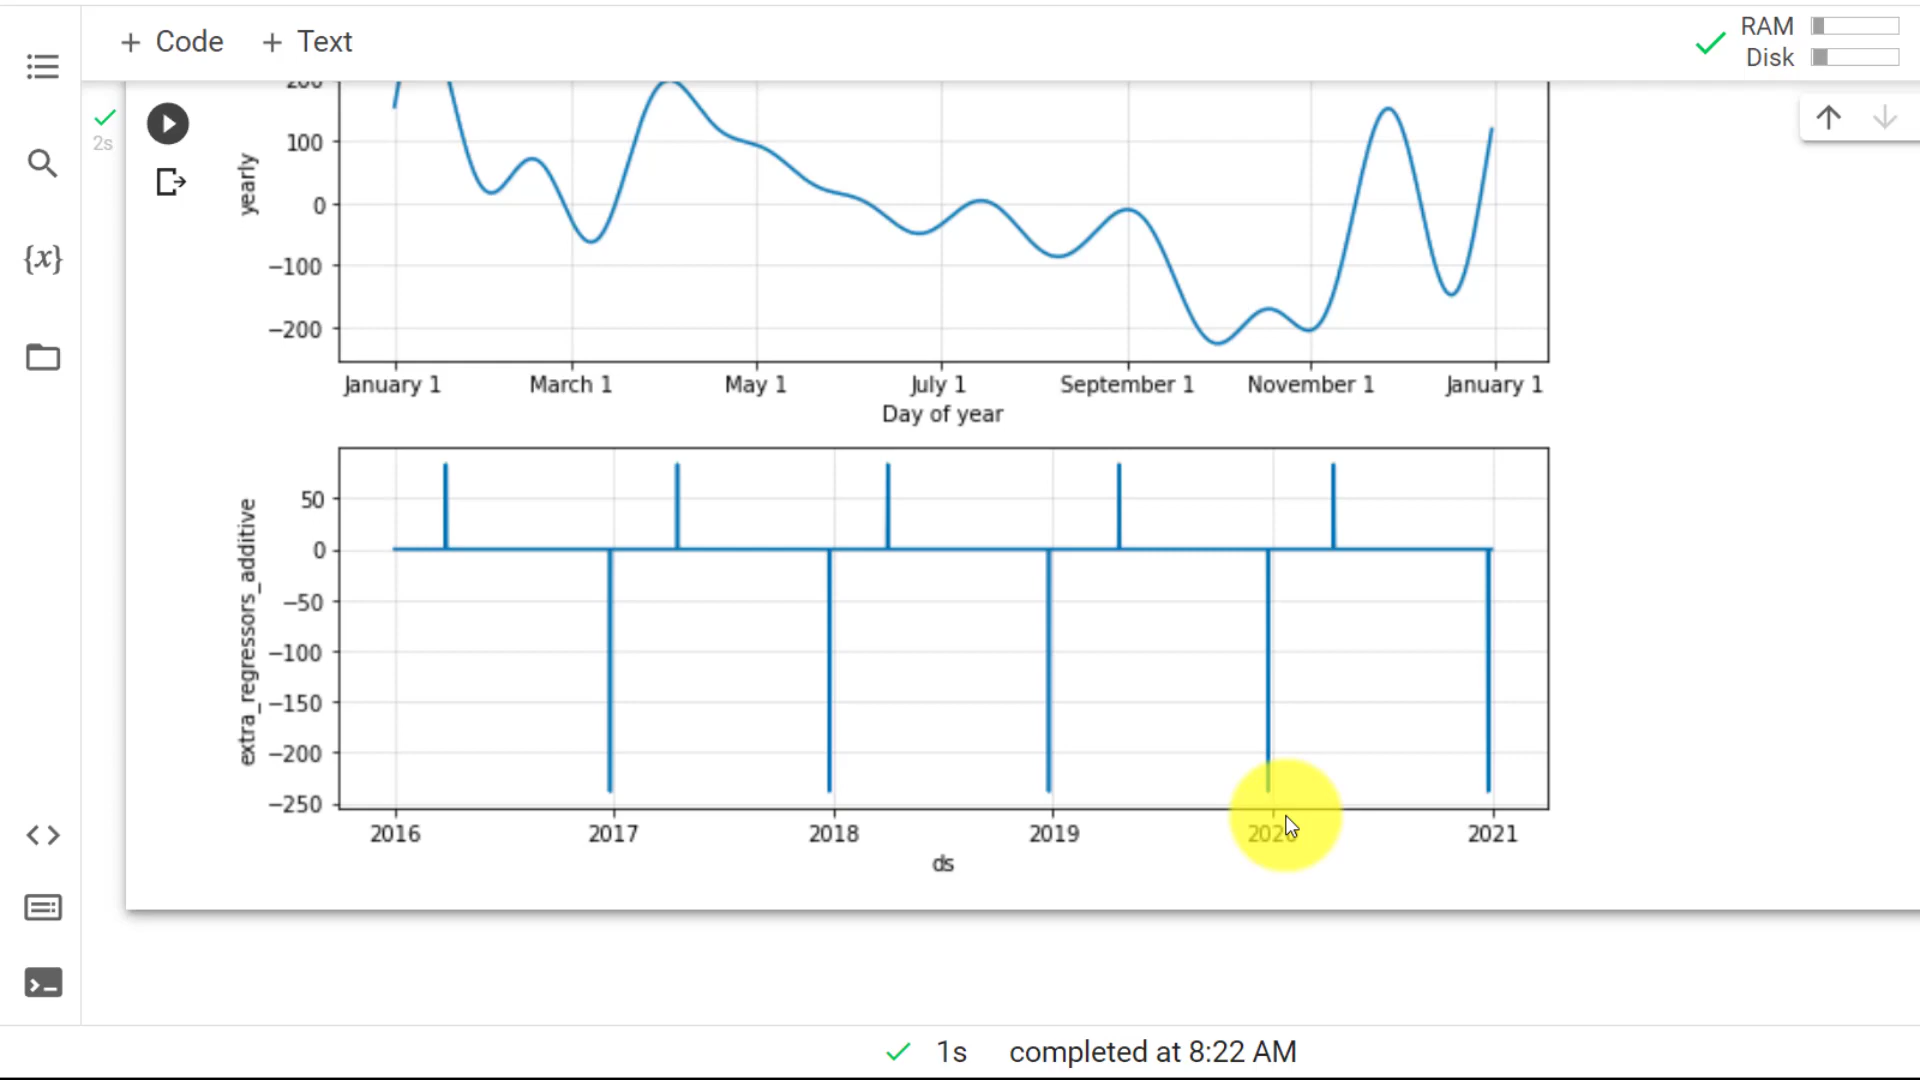 + Code + Text
RAM
Disk
2s
{x}
200
100
0
−100
−200
yearly
January 1 March 1 May 1 July 1 September 1 November 1 January 1
Day of year
50
0
−50
−100
−150
−200
−250
extra_regressors_additive
2016 2017 2018 2019 2020 2021
ds
1s completed at 8:22 AM